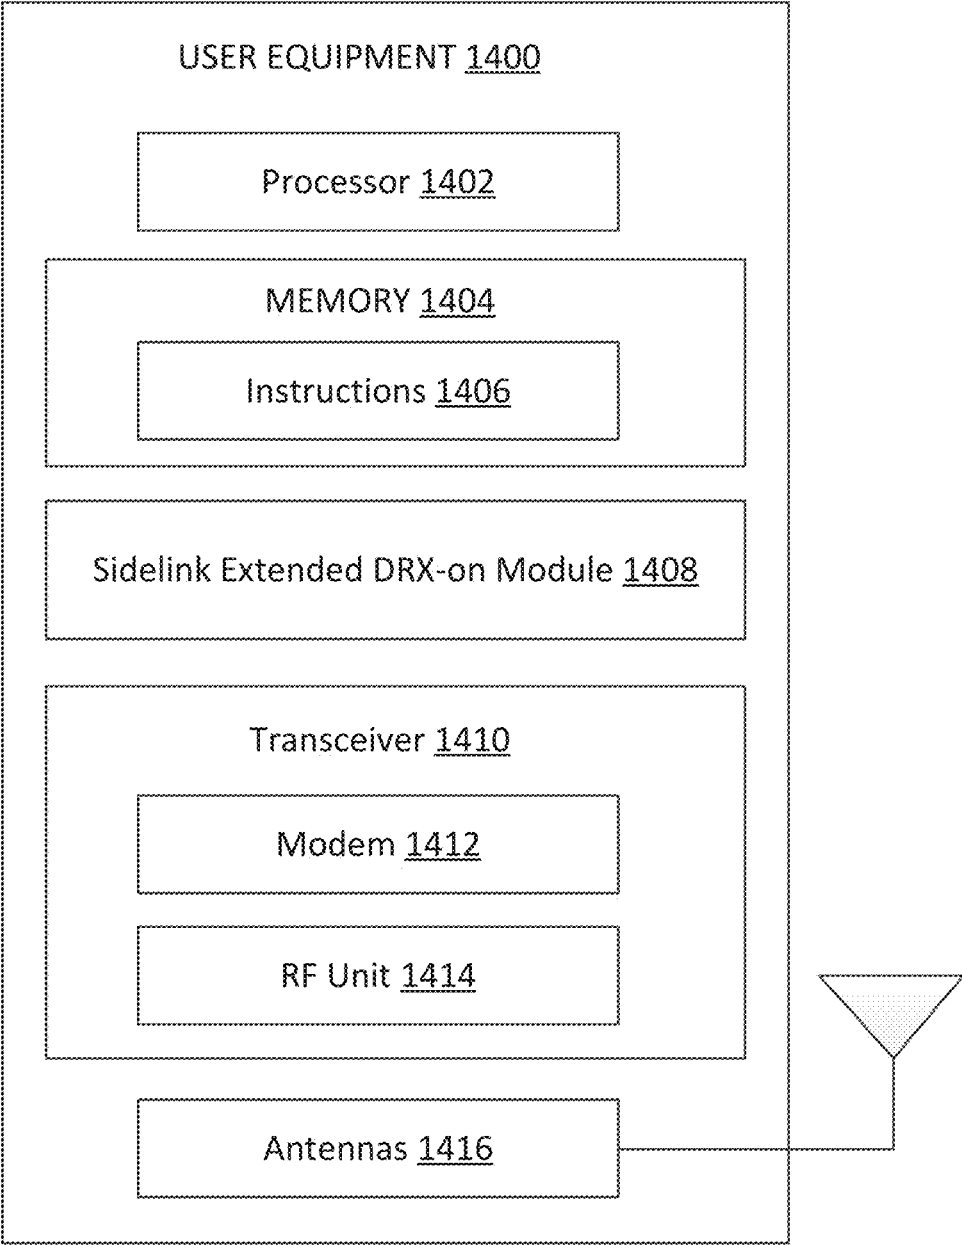 USER EQUIPMENT 1400
Processor 1402
MEMORY 1404
Instructions 1406
Sidelink Extended DRX-on Module 1408
Transceiver 1410
Modem 1412
RF Unit 1414
Antennas 1416